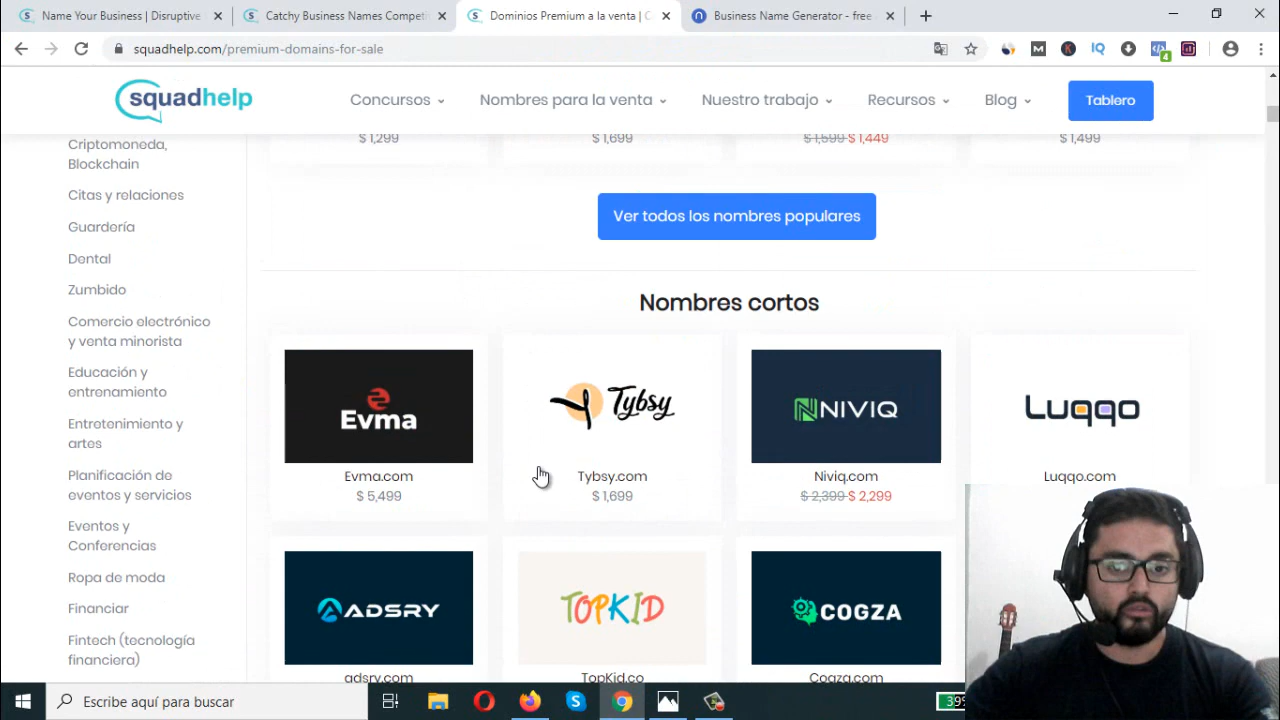 Name Your Business | Disruptive
Catchy Business Names Competi
Dominios Premium a la venta | C
Business Name Generator - free
squadhelp.com/premium-domains-for-sale
4
squadhelp
Concursos
Nombres para la venta
Nuestro trabajo
Recursos
Blog
Tablero
Criptomoneda,
Blockchain
Citas y relaciones
Guardería
Dental
Zumbido
Comercio electrónico
y venta minorista
Educación y
entrenamiento
Entretenimiento y
artes
Planificación de
eventos y servicios
Eventos y
Conferencias
Ropa de moda
Financiar
Fintech (tecnología
financiera)
$ 1,299
$ 1,699
$ 1,599 $ 1,449
$ 1,499
Ver todos los nombres populares
Nombres cortos
Evma
Tybsy
NIVIQ
Luqqo
Evma.com
Tybsy.com
Niviq.com
Luqqo.com
$ 5,499
$ 1,699
$ 2,399 $ 2,299
ADSRY
TOPKID
COGZA
adsry.com
TopKid.co
Cogza.com
Escribe aquí para buscar
39%